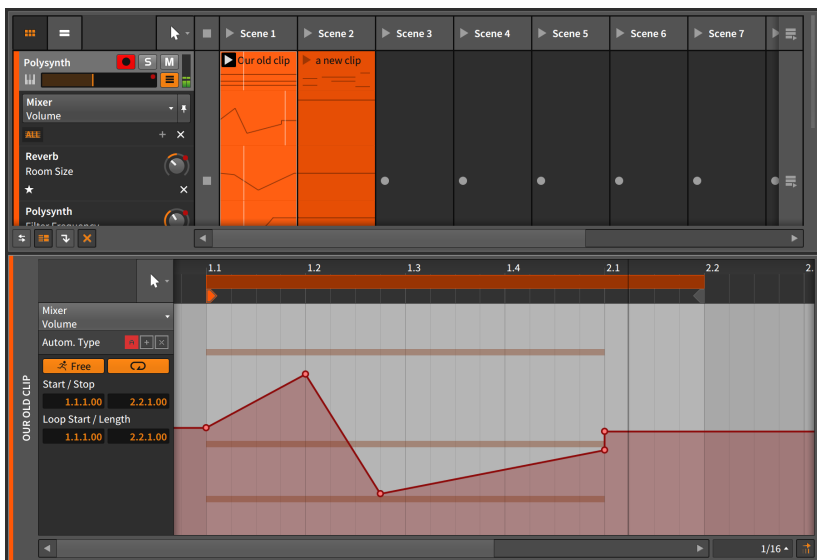 Scene 1 Scene 2 Scene 3 Scene 4 Scene 5 Scene 6 Scene 7
Polysynth S M Our old clip a new clip
Mixer
Volume
ALL
Reverb
Room Size
Polysynth
Filter Frequency
1.1 1.2 1.3 1.4 2.1 2.2 2.
Mixer
Volume
Autom. Type
Free
Start / Stop
1.1.1.00 2.2.1.00
Loop Start / Length
1.1.1.00 2.2.1.00
OUR OLD CLIP
1/16